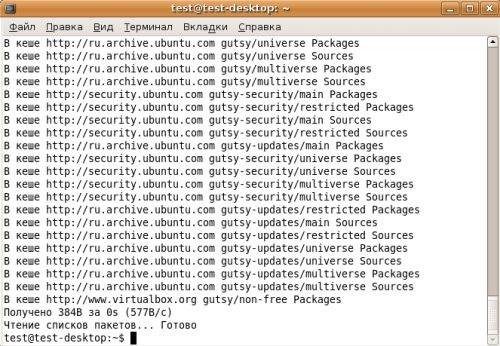 test@test-desktop: ~
Файл Правка Вид Терминал Вкладки Справка
В кеше http://ru.archive.ubuntu.com gutsy/universe Packages
В кеше http://ru.archive.ubuntu.com gutsy/universe Sources
В кеше http://ru.archive.ubuntu.com gutsy/multiverse Packages
В кеше http://ru.archive.ubuntu.com gutsy/multiverse Sources
В кеше http://security.ubuntu.com gutsy-security/main Packages
В кеше http://security.ubuntu.com gutsy-security/restricted Packages
В кеше http://security.ubuntu.com gutsy-security/main Sources
В кеше http://security.ubuntu.com gutsy-security/restricted Sources
В кеше http://ru.archive.ubuntu.com gutsy-updates/main Packages
В кеше http://security.ubuntu.com gutsy-security/universe Packages
В кеше http://security.ubuntu.com gutsy-security/universe Sources
В кеше http://security.ubuntu.com gutsy-security/multiverse Packages
В кеше http://security.ubuntu.com gutsy-security/multiverse Sources
В кеше http://ru.archive.ubuntu.com gutsy-updates/restricted Packages
В кеше http://ru.archive.ubuntu.com gutsy-updates/main Sources
В кеше http://ru.archive.ubuntu.com gutsy-updates/restricted Sources
В кеше http://ru.archive.ubuntu.com gutsy-updates/universe Packages
В кеше http://ru.archive.ubuntu.com gutsy-updates/universe Sources
В кеше http://ru.archive.ubuntu.com gutsy-updates/multiverse Packages
В кеше http://ru.archive.ubuntu.com gutsy-updates/multiverse Sources
В кеше http://www.virtualbox.org gutsy/non-free Packages
Получено 384B за 0s (577B/c)
Чтение списков пакетов... Готово
test@test-desktop:~$